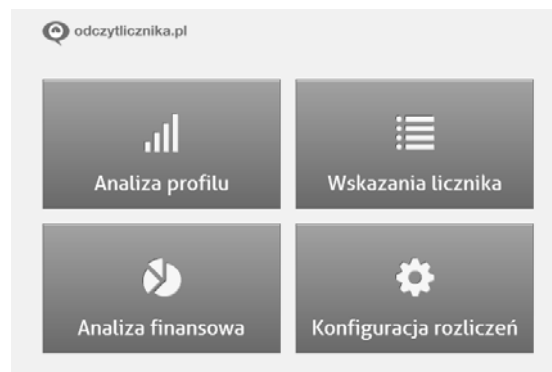 odczytlicznika.pl
Analiza profilu
Wskazania licznika
Analiza finansowa
Konfiguracja rozliczeń